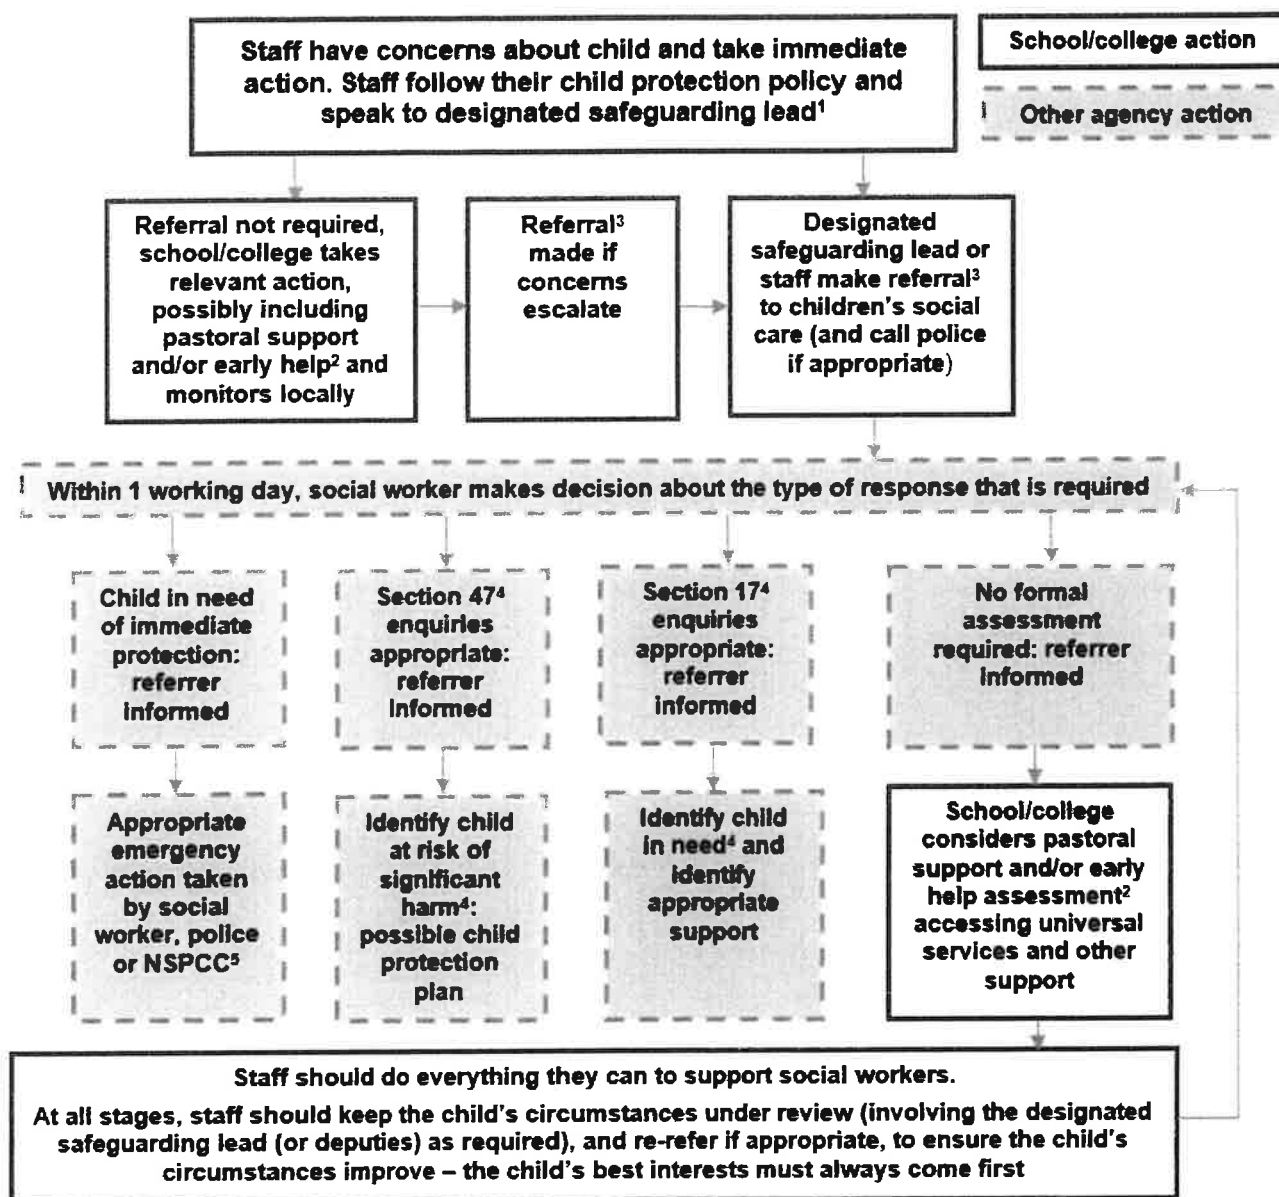 Staff have concerns about child and take immediate
action. Staff follow their child protection policy and
speak to designated safeguarding lead¹
School/college action
Other agency action
Referral not required,
school/college takes
relevant action,
possibly including
pastoral support
and/or early help² and
monitors locally
Referral³
made if
concerns
escalate
Designated
safeguarding lead or
staff make referral³
to children's social
care (and call police
if appropriate)
Within 1 working day, social worker makes decision about the type of response that is required
Child in need
of immediate
protection:
referrer
informed
Section 47⁴
enquiries
appropriate:
referrer
informed
Section 17⁴
enquiries
appropriate:
referrer
informed
No formal
assessment
required: referrer
informed
Appropriate
emergency
action taken
by social
worker, police
or NSPCC⁵
Identify child
at risk of
significant
harm⁴:
possible child
protection
plan
Identify child
in need⁴ and
identify
appropriate
support
School/college
considers pastoral
support and/or early
help assessment²
accessing universal
services and other
support
Staff should do everything they can to support social workers.
At all stages, staff should keep the child's circumstances under review (involving the designated
safeguarding lead (or deputies) as required), and re-refer if appropriate, to ensure the child's
circumstances improve – the child's best interests must always come first